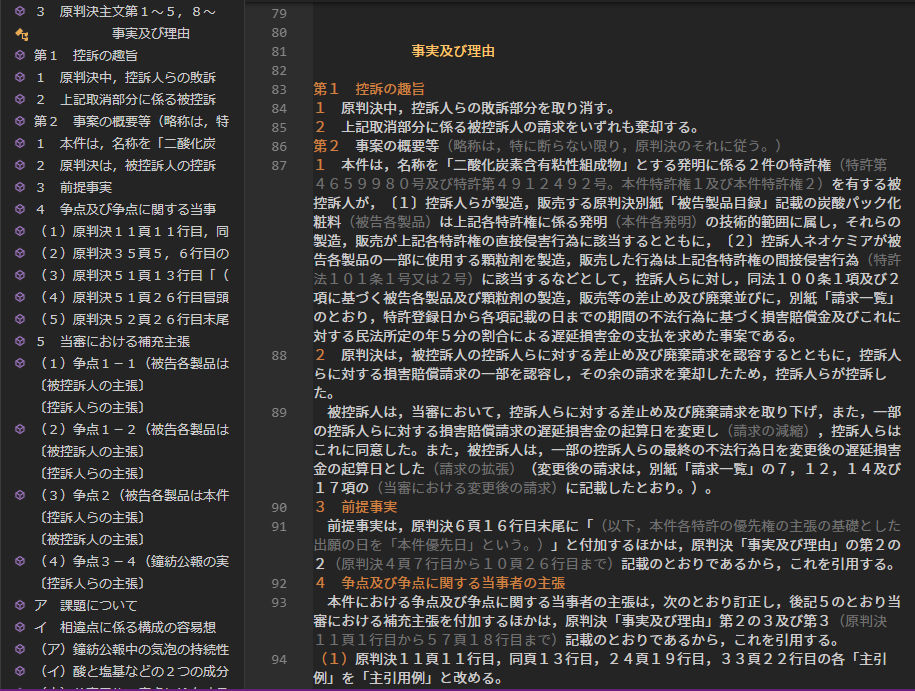 ３　原判決主文第１～５，８～
事実及び理由
第１　控訴の趣旨
１　原判決中，控訴人らの敗訴
２　上記取消部分に係る被控訴
第２　事案の概要等（略称は，特
１　本件は，名称を「二酸化炭
２　原判決は，被控訴人の控訴
３　前提事実
４　争点及び争点に関する当事
（１）原判決１１頁１１行目，同
（２）原判決３５頁５，６行目の
（３）原判決５１頁１３行目「（
（４）原判決５１頁２６行目冒頭
（５）原判決５２頁２６行目末尾
５　当審における補充主張
（１）争点１－１（被告各製品は
〔被控訴人の主張〕
〔控訴人らの主張〕
（２）争点１－２（被告各製品は
〔被控訴人の主張〕
〔控訴人らの主張〕
（３）争点２（被告各製品は本件
〔控訴人らの主張〕
〔被控訴人の主張〕
（４）争点３－４（鐘紡公報の実
〔控訴人らの主張〕
ア　課題について
イ　相違点に係る構成の容易想
（ア）鐘紡公報中の気泡の持続性
（イ）酸と塩基などの２つの成分
79
80
81　事実及び理由
82
83　第１　控訴の趣旨
84　１　原判決中，控訴人らの敗訴部分を取り消す。
85　２　上記取消部分に係る被控訴人の請求をいずれも棄却する。
86　第２　事案の概要等（略称は，特に断らない限り，原判決のそれに従う。）
87　１　本件は，名称を「二酸化炭素含有粘性組成物」とする発明に係る２件の特許権（特許第
４６５９９８０号及び特許第４９１２４９２号。本件特許権１及び本件特許権２）を有する被
控訴人が，〔１〕控訴人らが製造，販売する原判決別紙「被告製品目録」記載の炭酸パック化
粧料（被告各製品）は上記各特許権に係る発明（本件各発明）の技術的範囲に属し，それらの
製造，販売が上記各特許権の直接侵害行為に該当するとともに，〔２〕控訴人ネオケミアが被
告各製品の一部に使用する顆粒剤を製造，販売した行為は上記各特許権の間接侵害行為（特許
法１０１条１号又は２号）に該当するなどとして，控訴人らに対し，同法１００条１項及び２
項に基づく被告各製品及び顆粒剤の製造，販売等の差止め及び廃棄並びに，別紙「請求一覧」
のとおり，特許登録日から各項記載の日までの期間の不法行為に基づく損害賠償金及びこれに
対する民法所定の年５分の割合による遅延損害金の支払を求めた事案である。
88　２　原判決は，被控訴人の控訴人らに対する差止め及び廃棄請求を認容するとともに，控訴人
らに対する損害賠償請求の一部を認容し，その余の請求を棄却したため，控訴人らが控訴し
た。
89　被控訴人は，当審において，控訴人らに対する差止め及び廃棄請求を取り下げ，また，一部
の控訴人らに対する損害賠償請求の遅延損害金の起算日を変更し（請求の減縮），控訴人らは
これに同意した。また，被控訴人は，一部の控訴人らの最終の不法行為日を変更後の遅延損害
金の起算日とした（請求の拡張）（変更後の請求は，別紙「請求一覧」の７，１２，１４及び
１７項の（当審における変更後の請求）に記載したとおり。）。
90　３　前提事実
91　前提事実は，原判決６頁１６行目末尾に「（以下，本件各特許の優先権の主張の基礎とした
出願の日を「本件優先日」という。）」と付加するほかは，原判決「事実及び理由」の第２の
２（原判決４頁７行目から１０頁２６行目まで）記載のとおりであるから，これを引用する。
92　４　争点及び争点に関する当事者の主張
93　本件における争点及び争点に関する当事者の主張は，次のとおり訂正し，後記５のとおり当
審における補充主張を付加するほかは，原判決「事実及び理由」第２の３及び第３（原判決
１１頁１行目から５７頁１８行目まで）記載のとおりであるから，これを引用する。
94　（１）原判決１１頁１１行目，同頁１３行目，２４頁１９行目，３３頁２２行目の各「主引
例」を「主引用例」と改める。